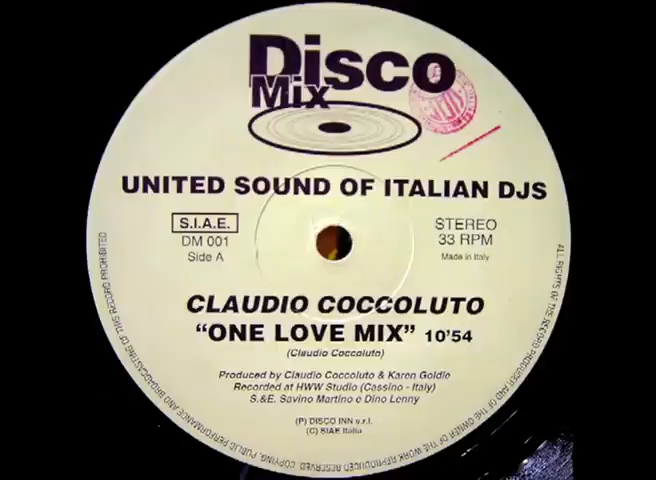 Disco
Mix
UNITED SOUND OF ITALIAN DJS
S.I.A.E.
DM 001
Side A
STEREO
33 RPM
Made in Italy
CLAUDIO COCCOLUTO
“ONE LOVE MIX” 10'54
(Claudio Coccoluto)
Produced by Claudio Coccoluto & Karen Goldie
Recorded at HWW Studio (Cassino - Italy)
S.&E. Savino Martino e Dino Lenny
(P) DISCO INN s.r.l.
(C) SIAE Italia
ALL RIGHTS OF THE RECORD PRODUCER AND OF THE OWNER OF THE WORK REPRODUCED RESERVED. COPYING, PUBLIC PERFORMANCE AND BROADCASTING OF THIS RECORD PROHIBITED